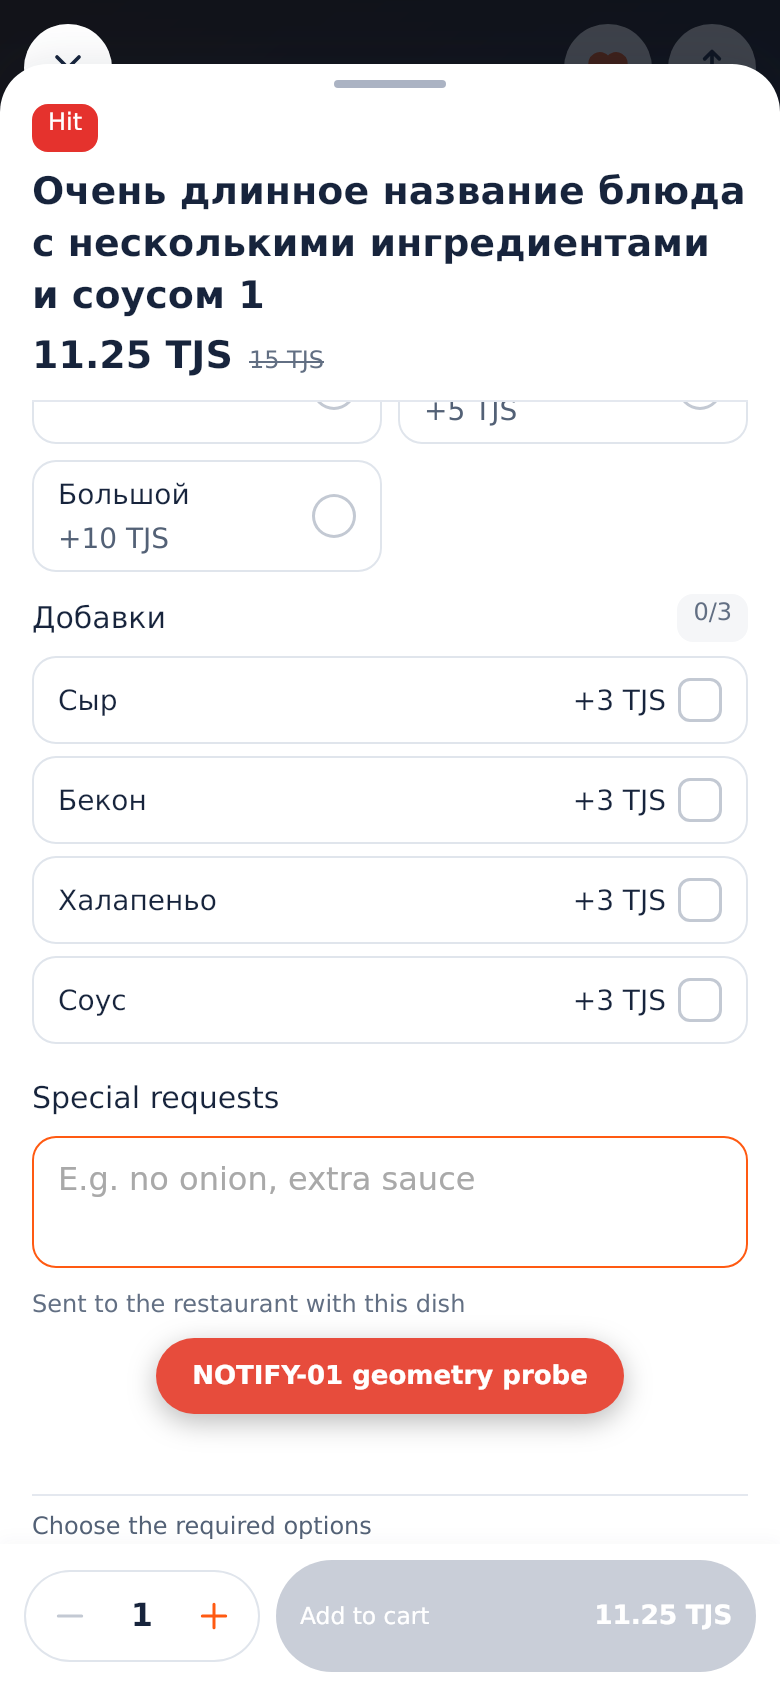 Hit
Очень длинное название блюда
с несколькими ингредиентами
и соусом 1
11.25 TJS 15 TJS
+5 TJS
Большой
+10 TJS
Добавки 0/3
Сыр +3 TJS
Бекон +3 TJS
Халапеньо +3 TJS
Соус +3 TJS
Special requests
E.g. no onion, extra sauce
Sent to the restaurant with this dish
NOTIFY-01 geometry probe
Choose the required options
1 Add to cart 11.25 TJS